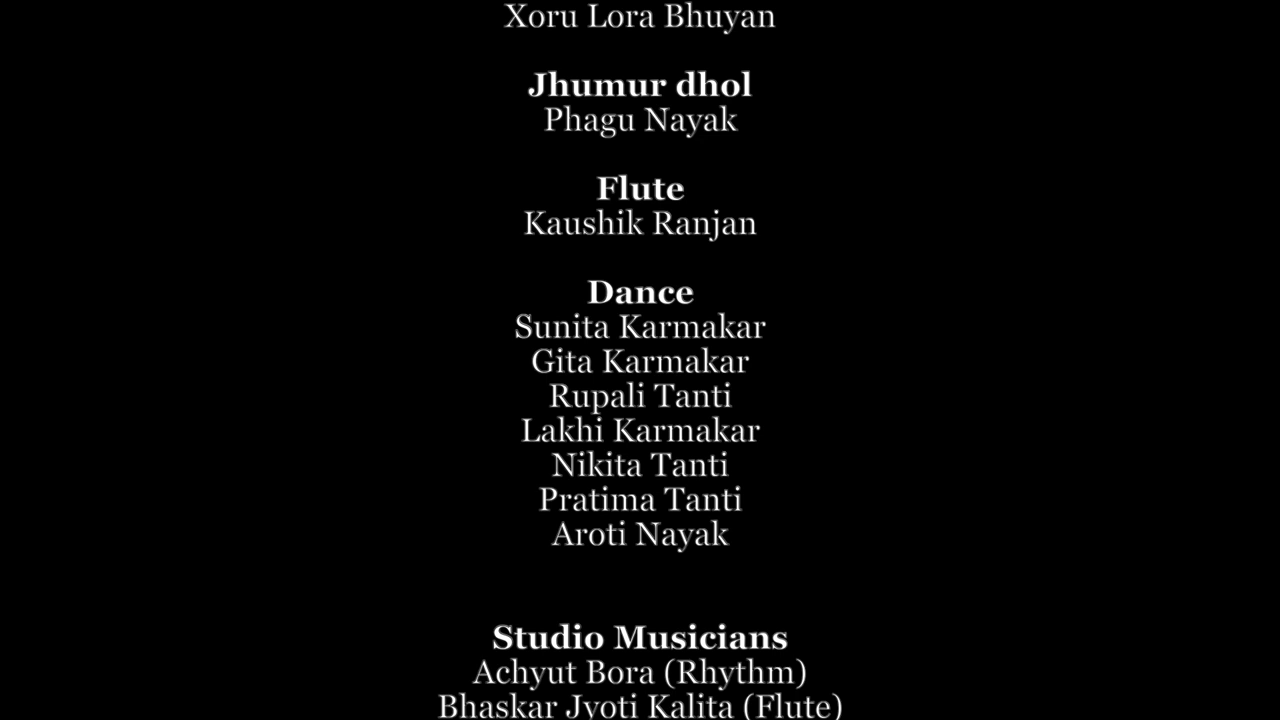 Xoru Lora Bhuyan
Jhumur dhol
Phagu Nayak
Flute
Kaushik Ranjan
Dance
Sunita Karmakar
Gita Karmakar
Rupali Tanti
Lakhi Karmakar
Nikita Tanti
Pratima Tanti
Aroti Nayak
Studio Musicians
Achyut Bora (Rhythm)
Bhaskar Jyoti Kalita (Flute)